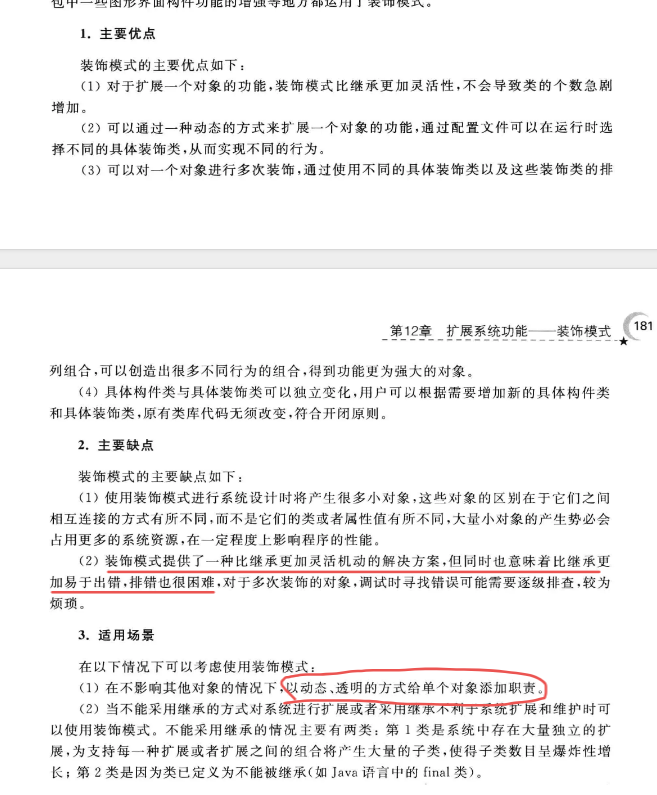 包中一些图形界面构件功能的增强等地方都运用了装饰模式。
1. 主要优点
装饰模式的主要优点如下：
（1）对于扩展一个对象的功能，装饰模式比继承更加灵活性，不会导致类的个数急剧
增加。
（2）可以通过一种动态的方式来扩展一个对象的功能，通过配置文件可以在运行时选
择不同的具体装饰类，从而实现不同的行为。
（3）可以对一个对象进行多次装饰，通过使用不同的具体装饰类以及这些装饰类的排
第12章 扩展系统功能——装饰模式 181
列组合，可以创造出很多不同行为的组合，得到功能更为强大的对象。
（4）具体构件类与具体装饰类可以独立变化，用户可以根据需要增加新的具体构件类
和具体装饰类，原有类库代码无须改变，符合开闭原则。
2. 主要缺点
装饰模式的主要缺点如下：
（1）使用装饰模式进行系统设计时将产生很多小对象，这些对象的区别在于它们之间
相互连接的方式有所不同，而不是它们的类或者属性值有所不同，大量小对象的产生势必会
占用更多的系统资源，在一定程度上影响程序的性能。
（2）装饰模式提供了一种比继承更加灵活机动的解决方案，但同时也意味着比继承更
加易于出错，排错也很困难，对于多次装饰的对象，调试时寻找错误可能需要逐级排查，较为
烦琐。
3. 适用场景
在以下情况下可以考虑使用装饰模式：
（1）在不影响其他对象的情况下，以动态、透明的方式给单个对象添加职责。
（2）当不能采用继承的方式对系统进行扩展或者采用继承不利于系统扩展和维护时可
以使用装饰模式。不能采用继承的情况主要有两类：第1类是系统中存在大量独立的扩
展，为支持每一种扩展或者扩展之间的组合将产生大量的子类，使得子类数目呈爆炸性增
长；第2类是因为类已定义为不能被继承（如Java语言中的final类）。